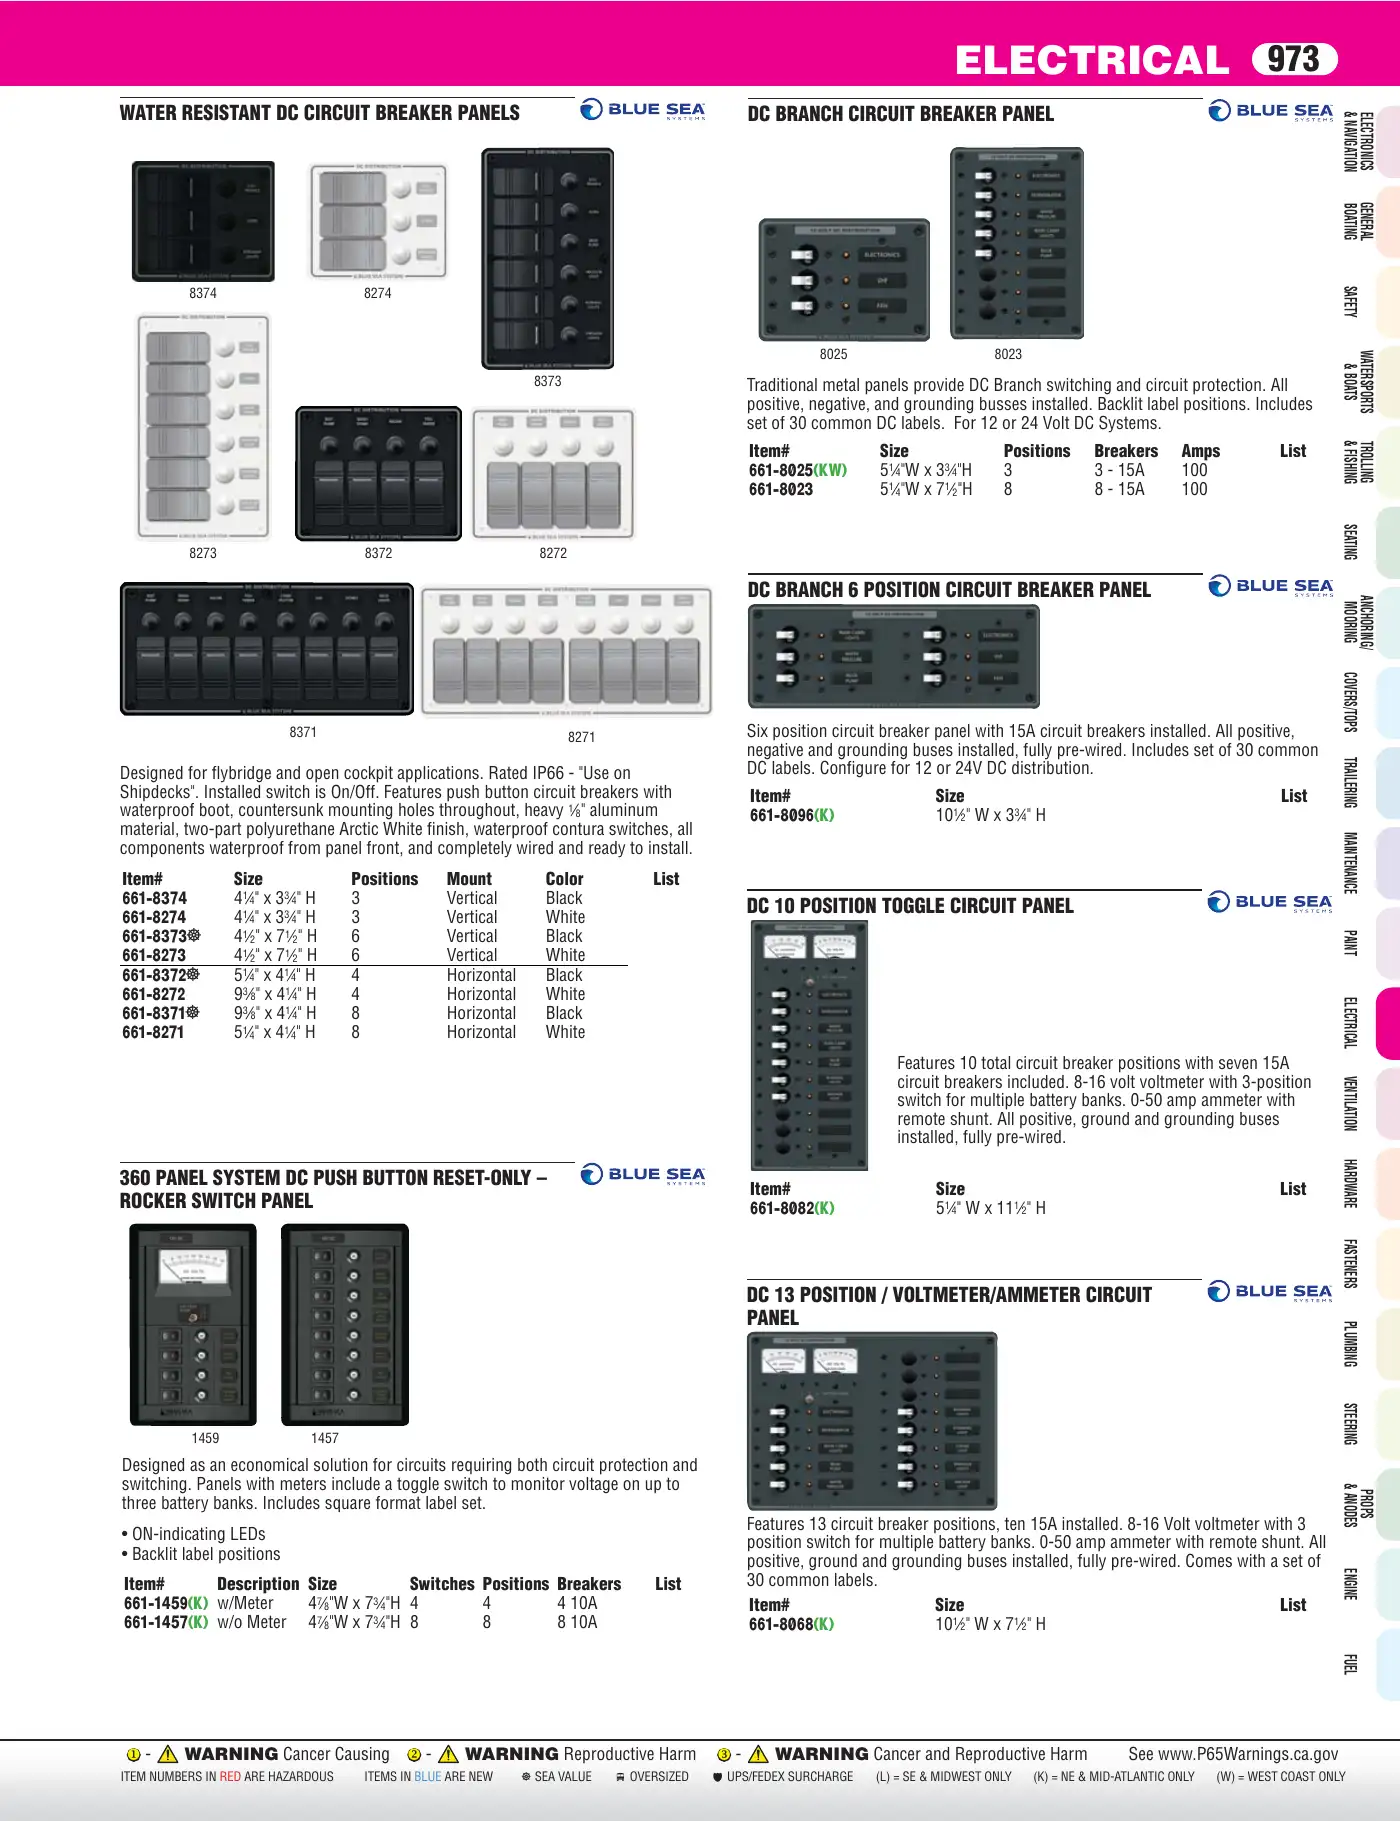 ELECTRICAL 973
WATER RESISTANT DC CIRCUIT BREAKER PANELS
BLUE SEA
SYSTEMS
8374
8274
8373
8273
8372
8272
8371
8271
Designed for flybridge and open cockpit applications. Rated IP66 - "Use on
Shipdecks". Installed switch is On/Off. Features push button circuit breakers with
waterproof boot, countersunk mounting holes throughout, heavy ⅛" aluminum
material, two-part polyurethane Arctic White finish, waterproof contura switches, all
components waterproof from panel front, and completely wired and ready to install.
Item# Size Positions Mount Color List
661-8374 4¼" x 3¾" H 3 Vertical Black
661-8274 4¼" x 3¾" H 3 Vertical White
661-8373 4½" x 7½" H 6 Vertical Black
661-8273 4½" x 7½" H 6 Vertical White
661-8372 5¼" x 4¼" H 4 Horizontal Black
661-8272 9⅜" x 4¼" H 4 Horizontal White
661-8371 9⅜" x 4¼" H 8 Horizontal Black
661-8271 5¼" x 4¼" H 8 Horizontal White
360 PANEL SYSTEM DC PUSH BUTTON RESET-ONLY –
ROCKER SWITCH PANEL
BLUE SEA
SYSTEMS
1459
1457
Designed as an economical solution for circuits requiring both circuit protection and
switching. Panels with meters include a toggle switch to monitor voltage on up to
three battery banks. Includes square format label set.
• ON-indicating LEDs
• Backlit label positions
Item# Description Size Switches Positions Breakers List
661-1459(K) w/Meter 4⅞"W x 7¾"H 4 4 4 10A
661-1457(K) w/o Meter 4⅞"W x 7¾"H 8 8 8 10A
DC BRANCH CIRCUIT BREAKER PANEL
BLUE SEA
SYSTEMS
8025
8023
Traditional metal panels provide DC Branch switching and circuit protection. All
positive, negative, and grounding busses installed. Backlit label positions. Includes
set of 30 common DC labels. For 12 or 24 Volt DC Systems.
Item# Size Positions Breakers Amps List
661-8025(KW) 5¼"W x 3¾"H 3 3 - 15A 100
661-8023 5¼"W x 7½"H 8 8 - 15A 100
DC BRANCH 6 POSITION CIRCUIT BREAKER PANEL
BLUE SEA
SYSTEMS
Six position circuit breaker panel with 15A circuit breakers installed. All positive,
negative and grounding buses installed, fully pre-wired. Includes set of 30 common
DC labels. Configure for 12 or 24V DC distribution.
Item# Size List
661-8096(K) 10½" W x 3¾" H
DC 10 POSITION TOGGLE CIRCUIT PANEL
BLUE SEA
SYSTEMS
Features 10 total circuit breaker positions with seven 15A
circuit breakers included. 8-16 volt voltmeter with 3-position
switch for multiple battery banks. 0-50 amp ammeter with
remote shunt. All positive, ground and grounding buses
installed, fully pre-wired.
Item# Size List
661-8082(K) 5¼" W x 11½" H
DC 13 POSITION / VOLTMETER/AMMETER CIRCUIT
PANEL
BLUE SEA
SYSTEMS
Features 13 circuit breaker positions, ten 15A installed. 8-16 Volt voltmeter with 3
position switch for multiple battery banks. 0-50 amp ammeter with remote shunt. All
positive, ground and grounding buses installed, fully pre-wired. Comes with a set of
30 common labels.
Item# Size List
661-8068(K) 10½" W x 7½" H
ELECTRONICS
& NAVIGATION
GENERAL
BOATING
SAFETY
WATERSPORTS
& BOATS
TROLLING
& FISHING
SEATING
ANCHORING/
MOORING
COVERS/TOPS
TRAILERING
MAINTENANCE
PAINT
ELECTRICAL
VENTILATION
HARDWARE
FASTENERS
PLUMBING
STEERING
PROPS
& ANODES
ENGINE
FUEL
1 - WARNING Cancer Causing 2 - WARNING Reproductive Harm 3 - WARNING Cancer and Reproductive Harm See www.P65Warnings.ca.gov
ITEM NUMBERS IN RED ARE HAZARDOUS ITEMS IN BLUE ARE NEW SEA VALUE OVERSIZED UPS/FEDEX SURCHARGE (L) = SE & MIDWEST ONLY (K) = NE & MID-ATLANTIC ONLY (W) = WEST COAST ONLY